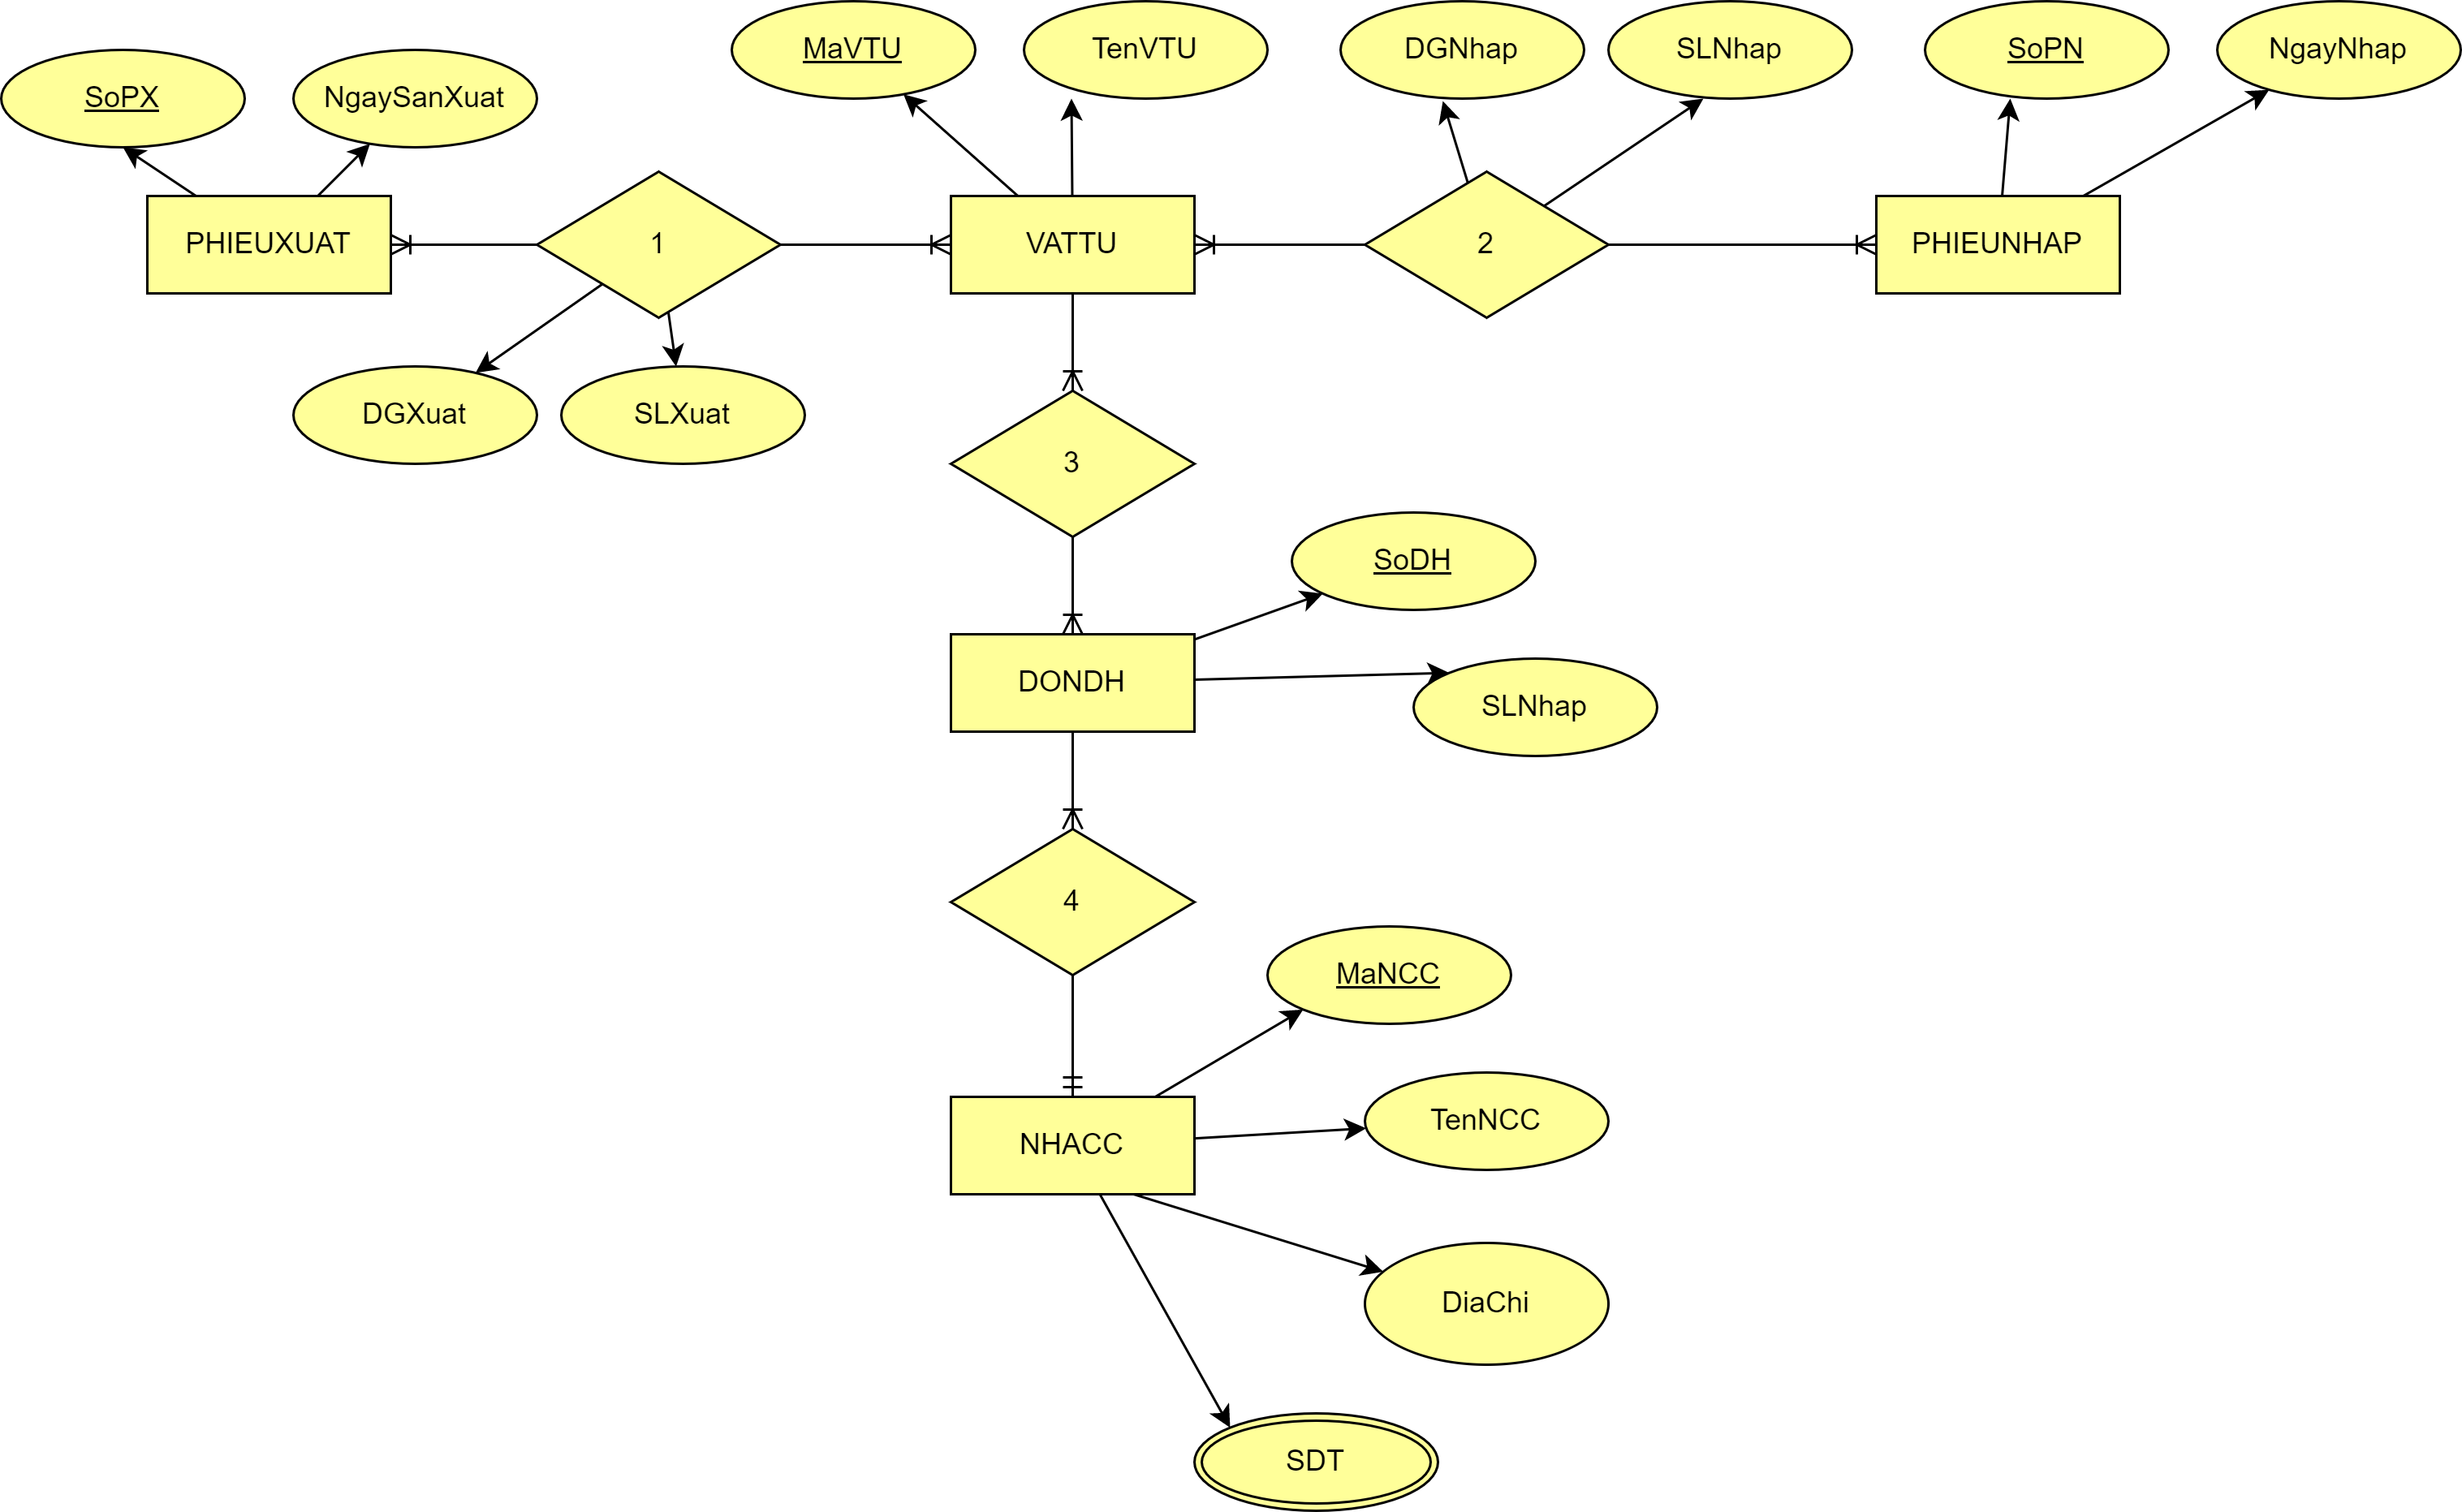 MaVTU
TenVTU
DGNhap
SLNhap
SoPN
NgayNhap
SoPX
NgaySanXuat
PHIEUXUAT
1
VATTU
2
PHIEUNHAP
DGXuat
SLXuat
3
SoDH
DONDH
SLNhap
4
MaNCC
TenNCC
NHACC
DiaChi
SDT